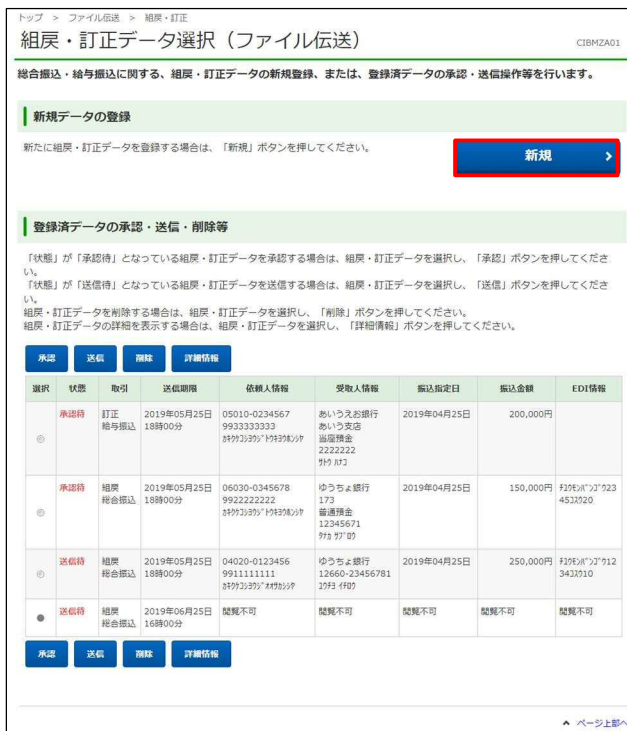 トップ > ファイル伝送 > 組戻・訂正
組戻・訂正データ選択（ファイル伝送）
CIBMZA01
総合振込・給与振込に関する、組戻・訂正データの新規登録、または、登録済データの承認・送信操作等を行います。
新規データの登録
新たに組戻・訂正データを登録する場合は、「新規」ボタンを押してください。
新規
登録済データの承認・送信・削除等
「状態」が「承認待」となっている組戻・訂正データを承認する場合は、組戻・訂正データを選択し、「承認」ボタンを押してくださ
い。
「状態」が「送信待」となっている組戻・訂正データを送信する場合は、組戻・訂正データを選択し、「送信」ボタンを押してくださ
い。
組戻・訂正データを削除する場合は、組戻・訂正データを選択し、「削除」ボタンを押してください。
組戻・訂正データの詳細を表示する場合は、組戻・訂正データを選択し、「詳細情報」ボタンを押してください。
承認 送信 削除 詳細情報
選択 状態 取引 送信期限 依頼人情報 受取人情報 振込指定日 振込金額 EDI情報
承認待 訂正 2019年05月25日 05010-0234567 あいうえお銀行 2019年04月25日 200,000円
給与振込 18時00分 9933333333 あいう支店
当座預金
2222222
ｻﾄｳ ﾊﾅｺ
承認待 組戻 2019年05月25日 06030-0345678 ゆうちょ銀行 2019年04月25日 150,000円
総合振込 18時00分 9922222222 173
普通預金
12345671
送信待 組戻 2019年05月25日 04020-0123456 ゆうちょ銀行 2019年04月25日 250,000円
総合振込 18時00分 9911111111 12660-23456781
送信待 組戻 2019年06月25日 閲覧不可 閲覧不可 閲覧不可 閲覧不可 閲覧不可
総合振込 16時00分
承認 送信 削除 詳細情報
ページ上部へ